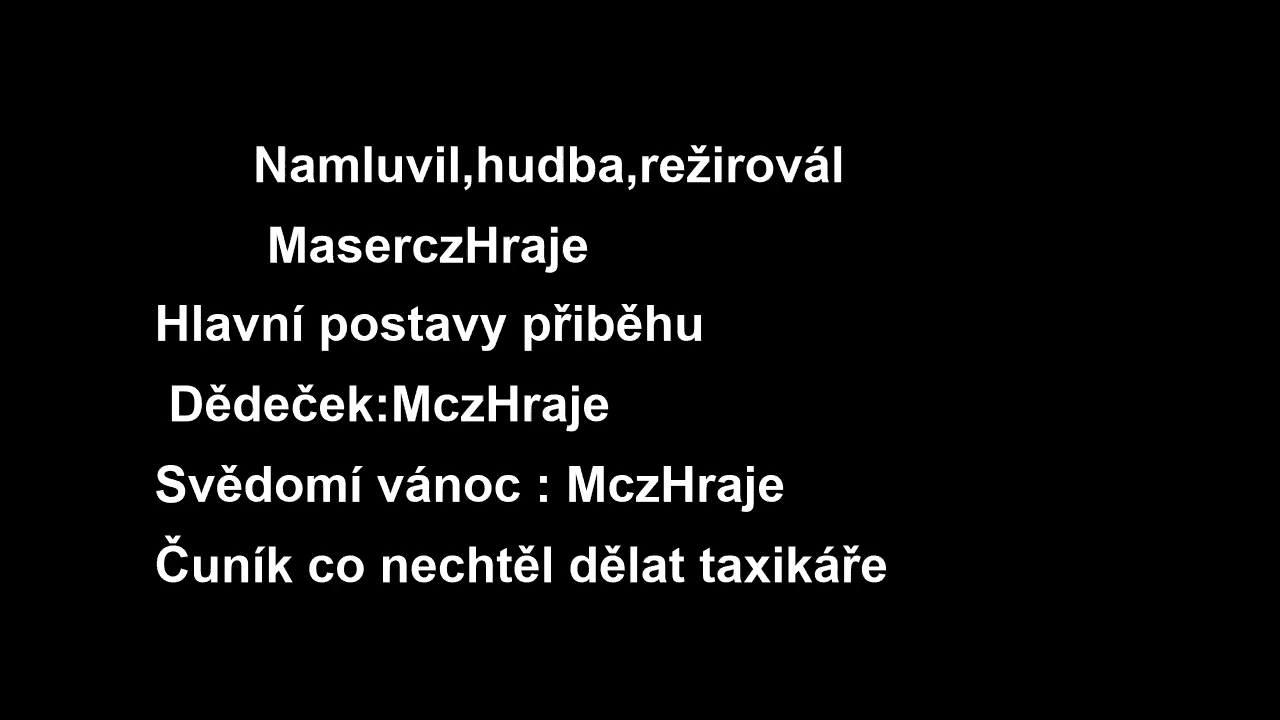 Namluvil,hudba,režirovál
MaserczHraje
Hlavní postavy přiběhu
Dědeček:MczHraje
Svědomí vánoc : MczHraje
Čuník co nechtěl dělat taxikáře